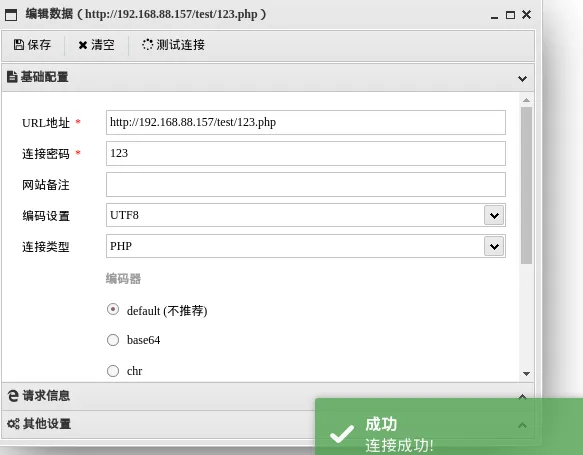 编辑数据 ( http://192.168.88.157/test/123.php )
保存 清空 测试连接
基础配置
URL地址 * http://192.168.88.157/test/123.php
连接密码 * 123
网站备注
编码设置 UTF8
连接类型 PHP
编码器
default (不推荐)
base64
chr
请求信息
其他设置
成功
连接成功!